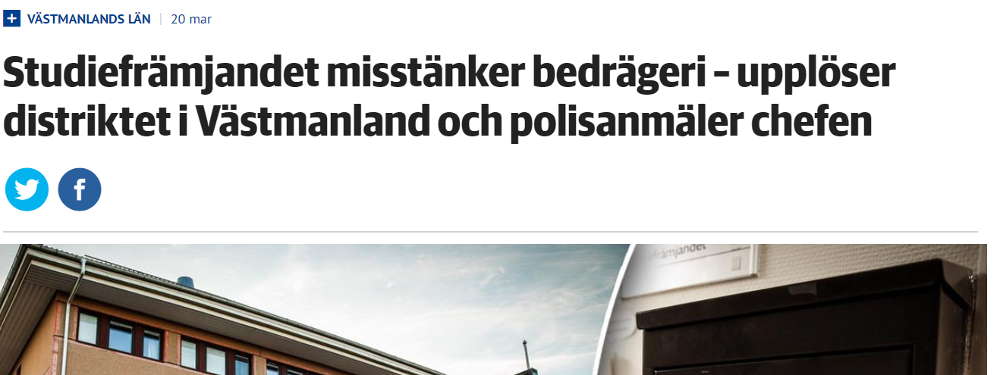 VÄSTMANLANDS LÄN | 20 mar
Studiefrämjandet misstänker bedrägeri – upplöser
distriktet i Västmanland och polisanmäler chefen